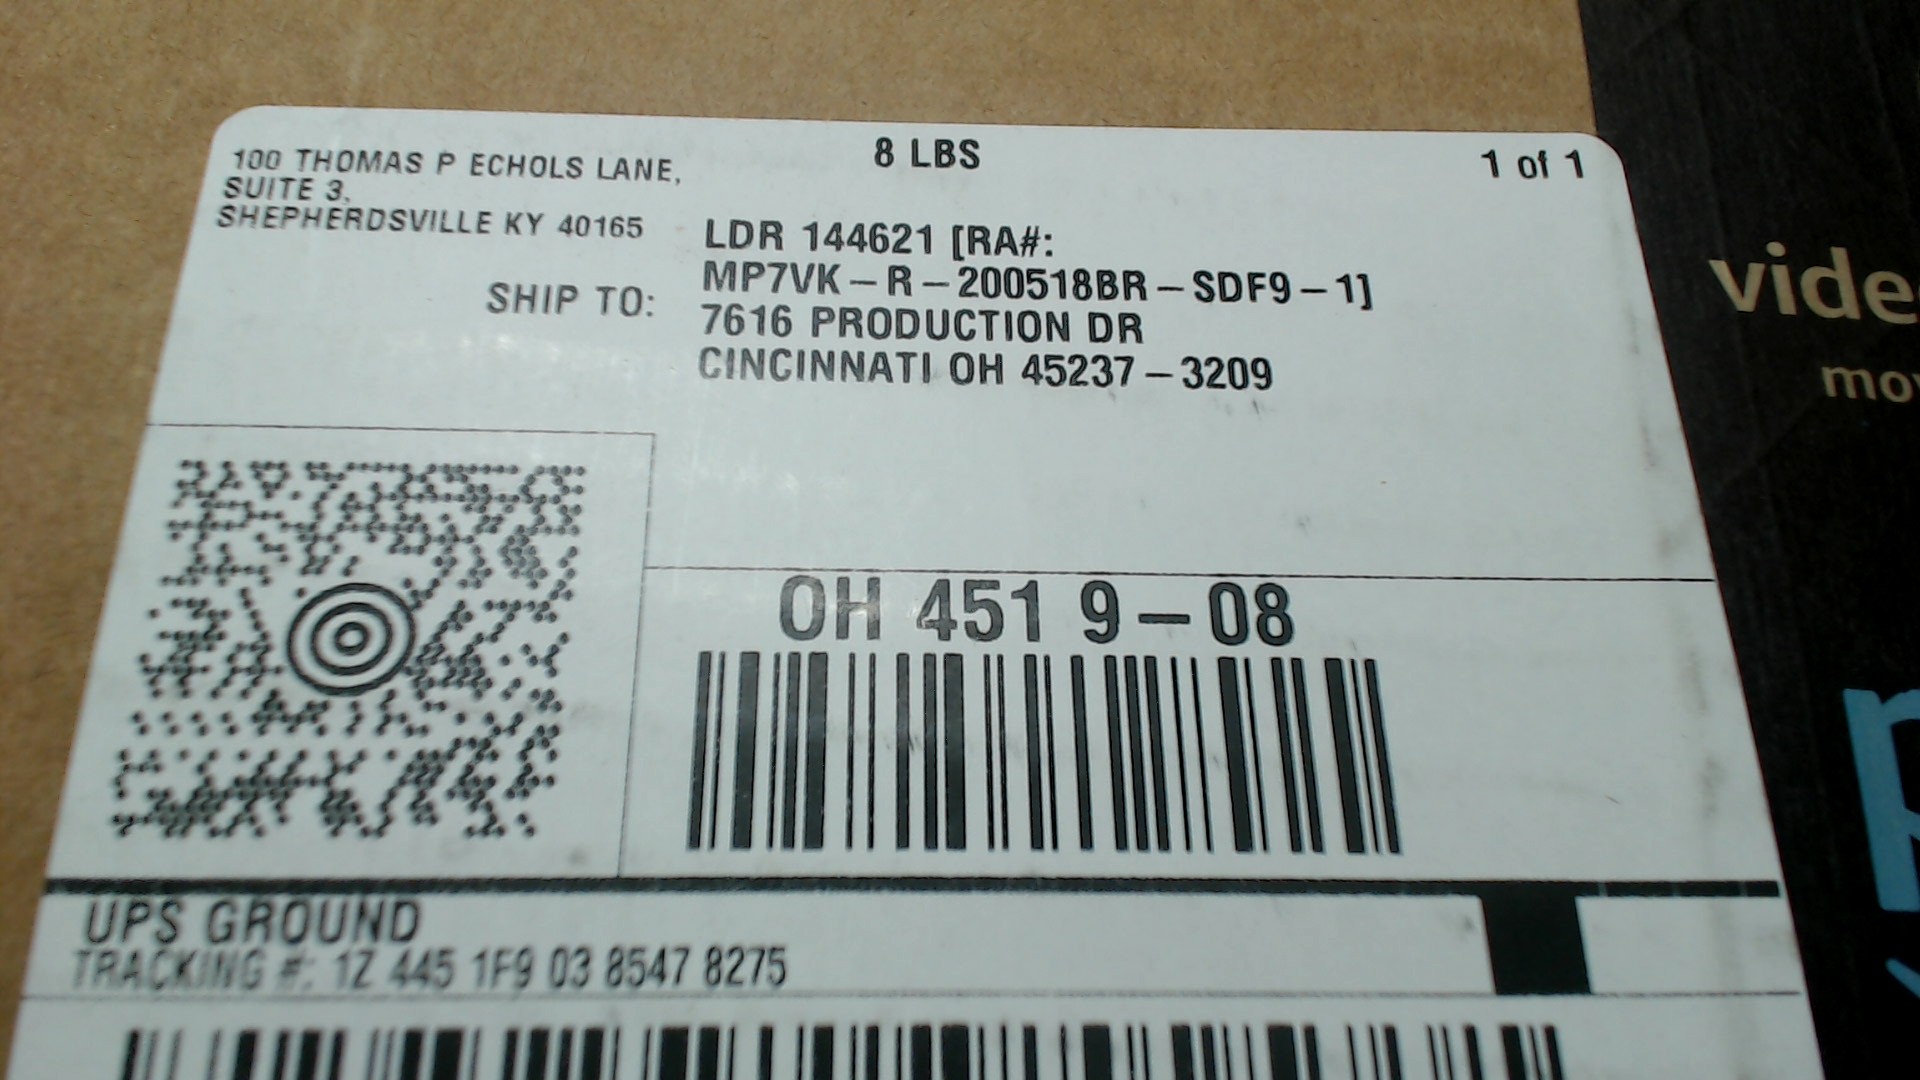 100 THOMAS P ECHOLS LANE,
SUITE 3,
SHEPHERDSVILLE KY 40165
8 LBS
1 of 1
SHIP TO:
LDR 144621 [RA#:
MP7VK-R-200518BR-SDF9-1]
7616 PRODUCTION DR
CINCINNATI OH 45237-3209
OH 451 9-08
UPS GROUND
TRACKING #: 1Z 445 1F9 03 8547 8275